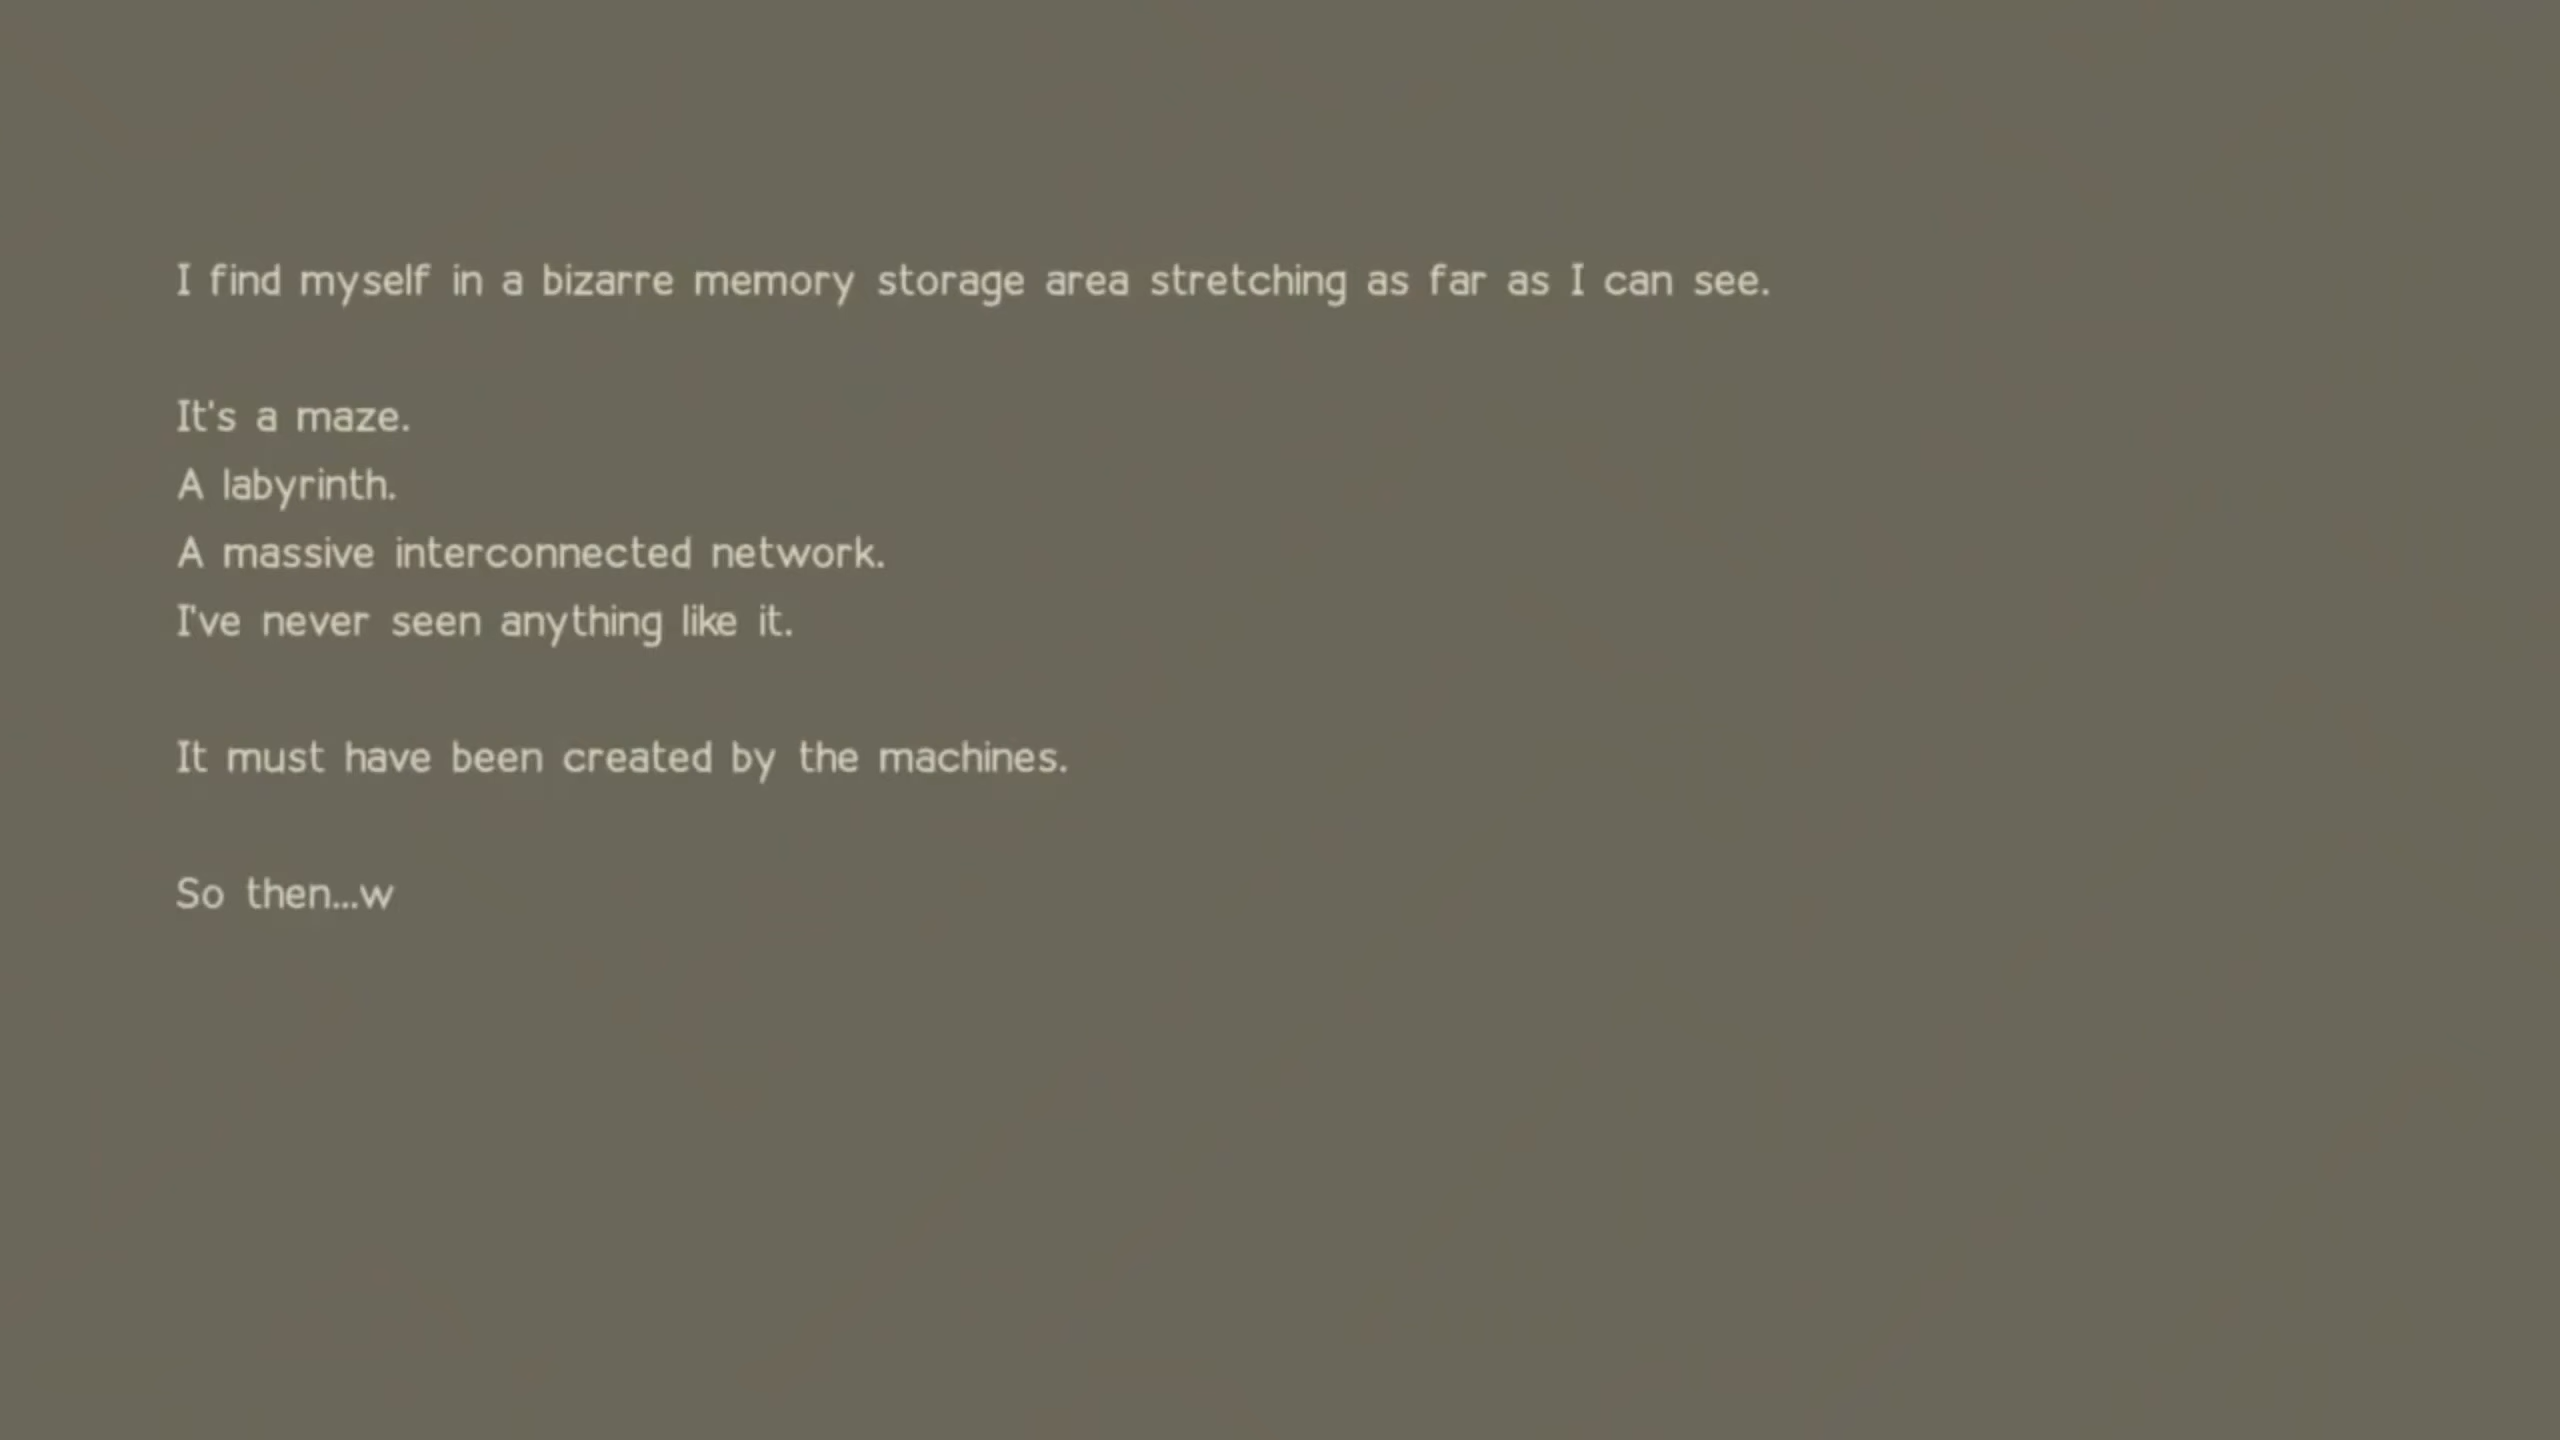 I find myself in a bizarre memory storage area stretching as far as I can see.
It's a maze.
A labyrinth.
A massive interconnected network.
I've never seen anything like it.
It must have been created by the machines.
So then...w